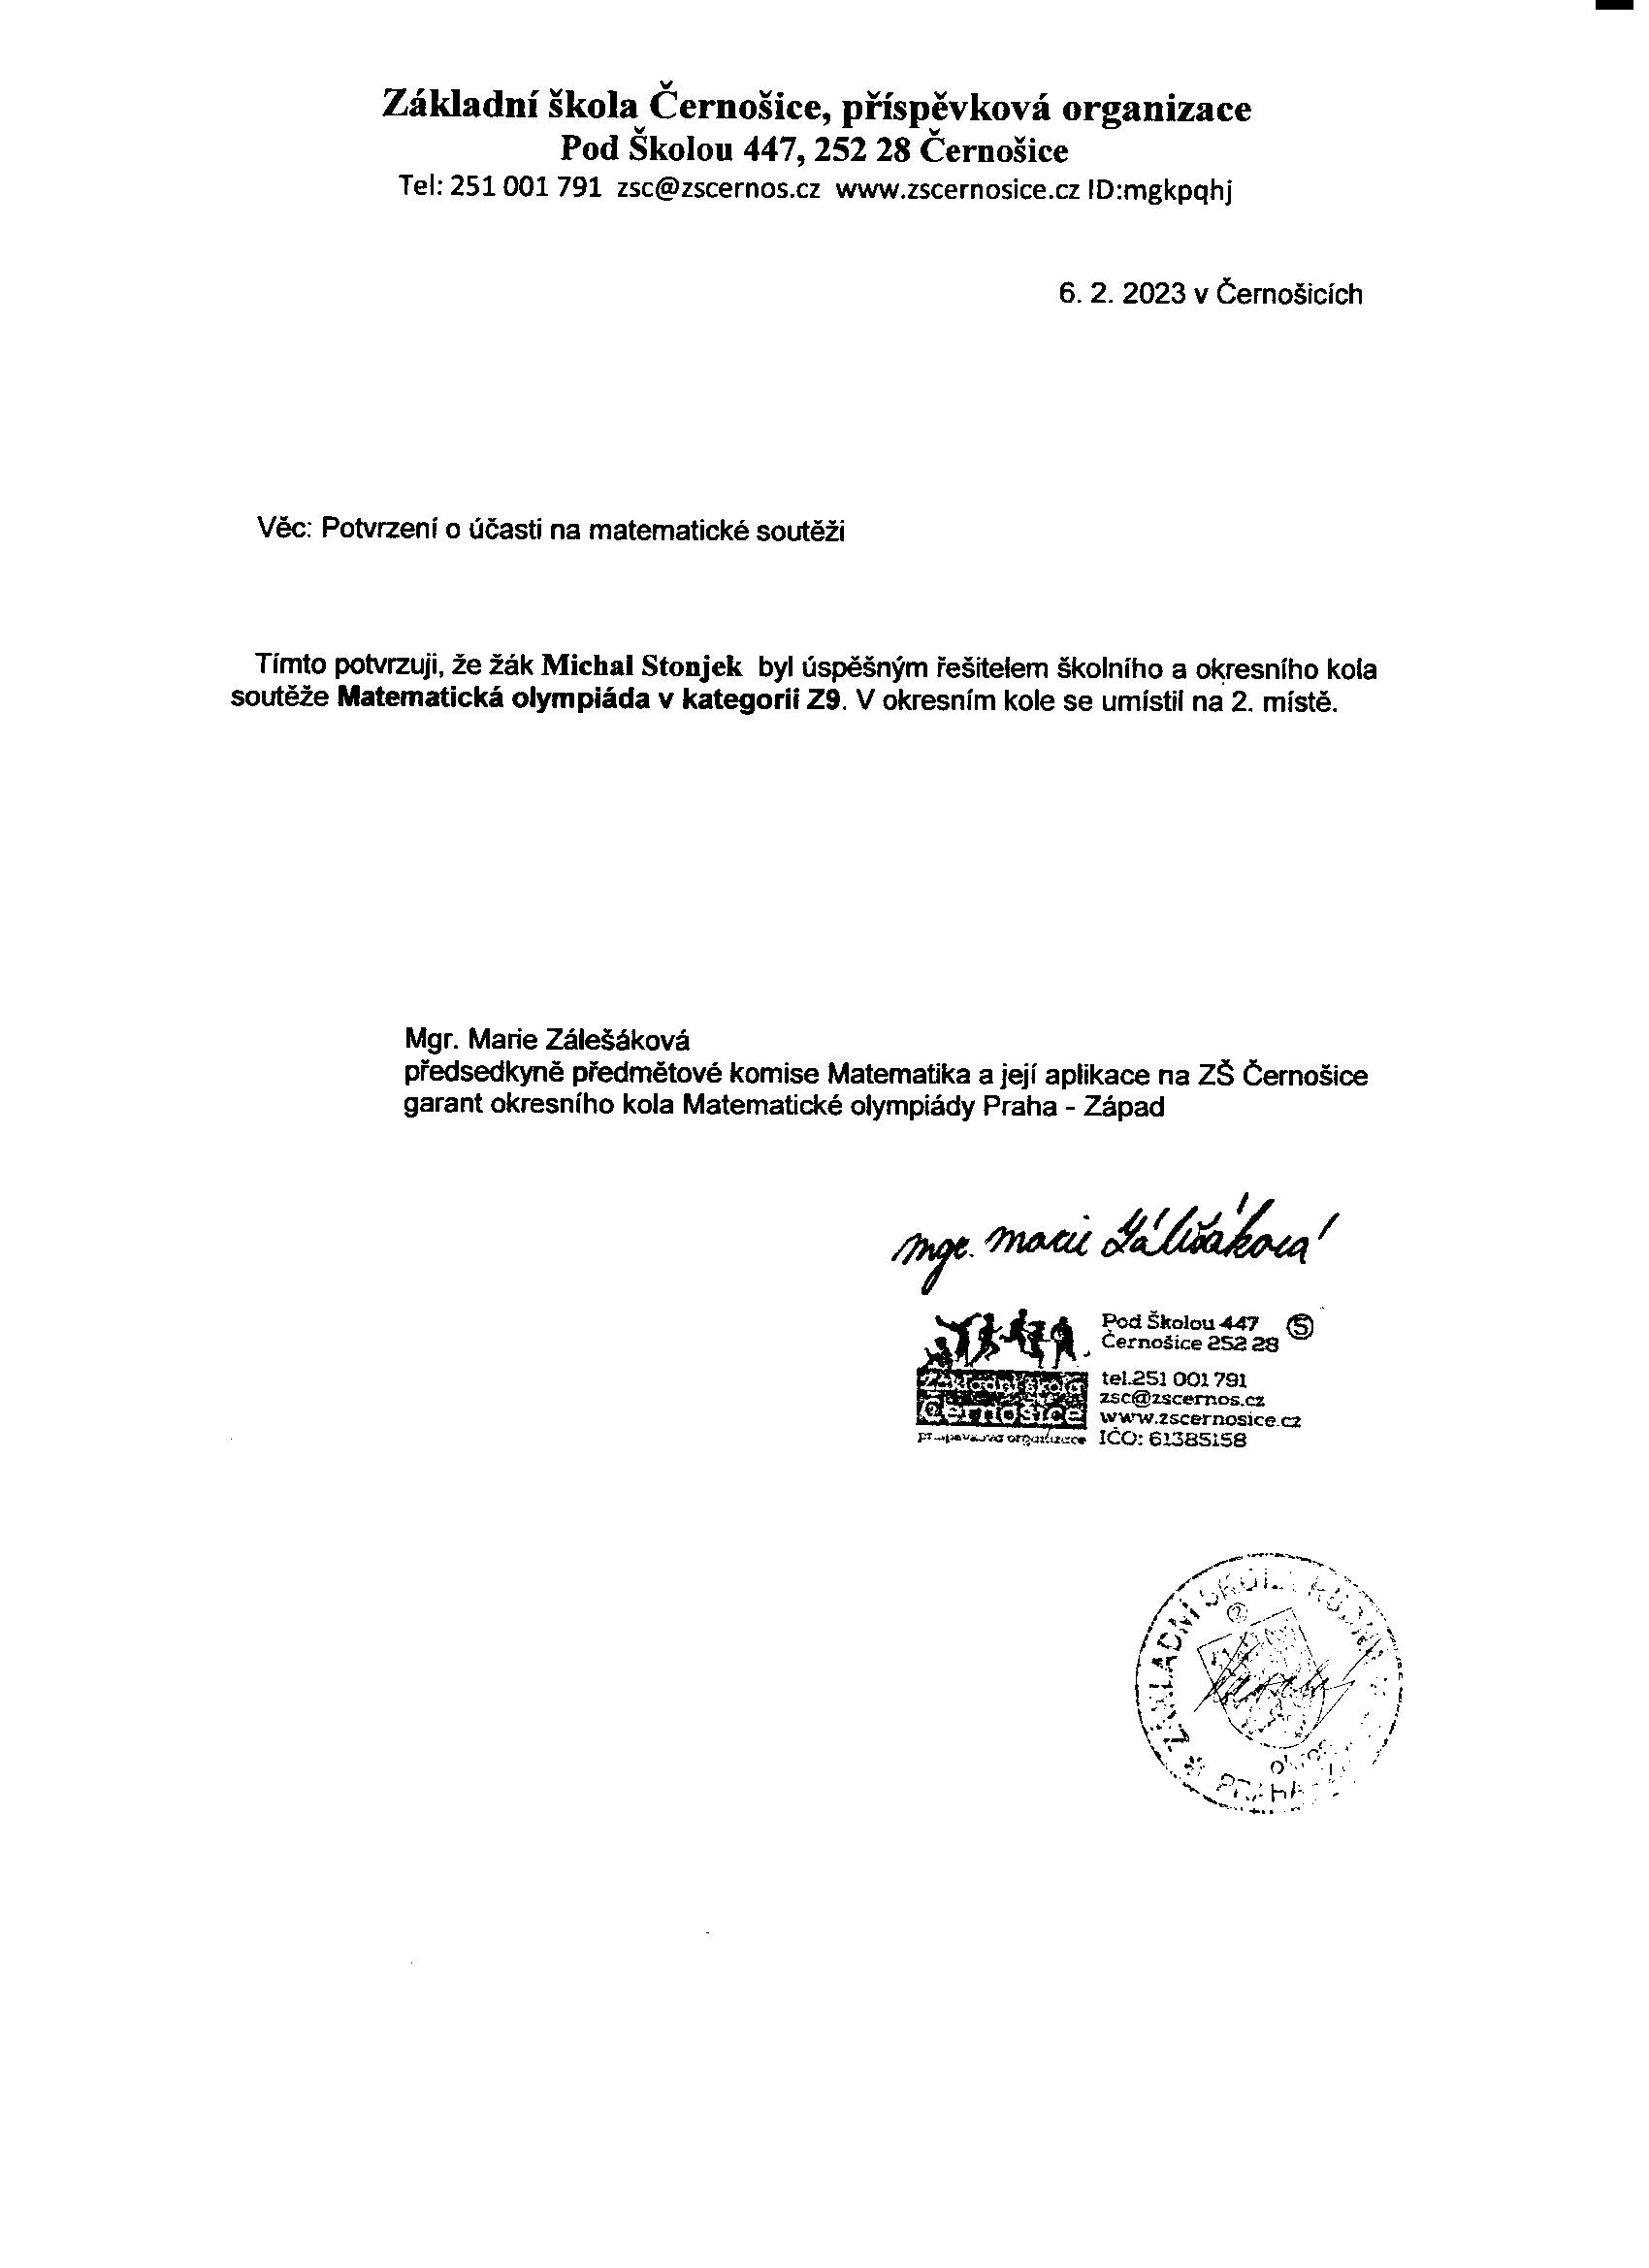 Základní škola Černošice, příspěvková organizace
Pod Školou 447, 252 28 Černošice
Tel: 251 001 791 zsc@zscernos.cz www.zscernosice.cz ID:mgkpqhj
6. 2. 2023 v Černošicích
Věc: Potvrzení o účasti na matematické soutěži
Tímto potvrzuji, že žák Michal Stonjek byl úspěšným řešitelem školního a okresního kola
soutěže Matematická olympiáda v kategorii Z9. V okresním kole se umístil na 2. místě.
Mgr. Marie Zálešáková
předsedkyně předmětové komise Matematika a její aplikace na ZŠ Černošice
garant okresního kola Matematické olympiády Praha - Západ
Mgr. Marie Zálešáková
Základní škola
Černošice
příspěvková organizace
Pod Školou 447 5
Černošice 252 28
tel.251 001 791
zsc@zscernos.cz
www.zscernosice.cz
IČO: 61385158
ZÁKLADNÍ ŠKOLA
2
PRAHA